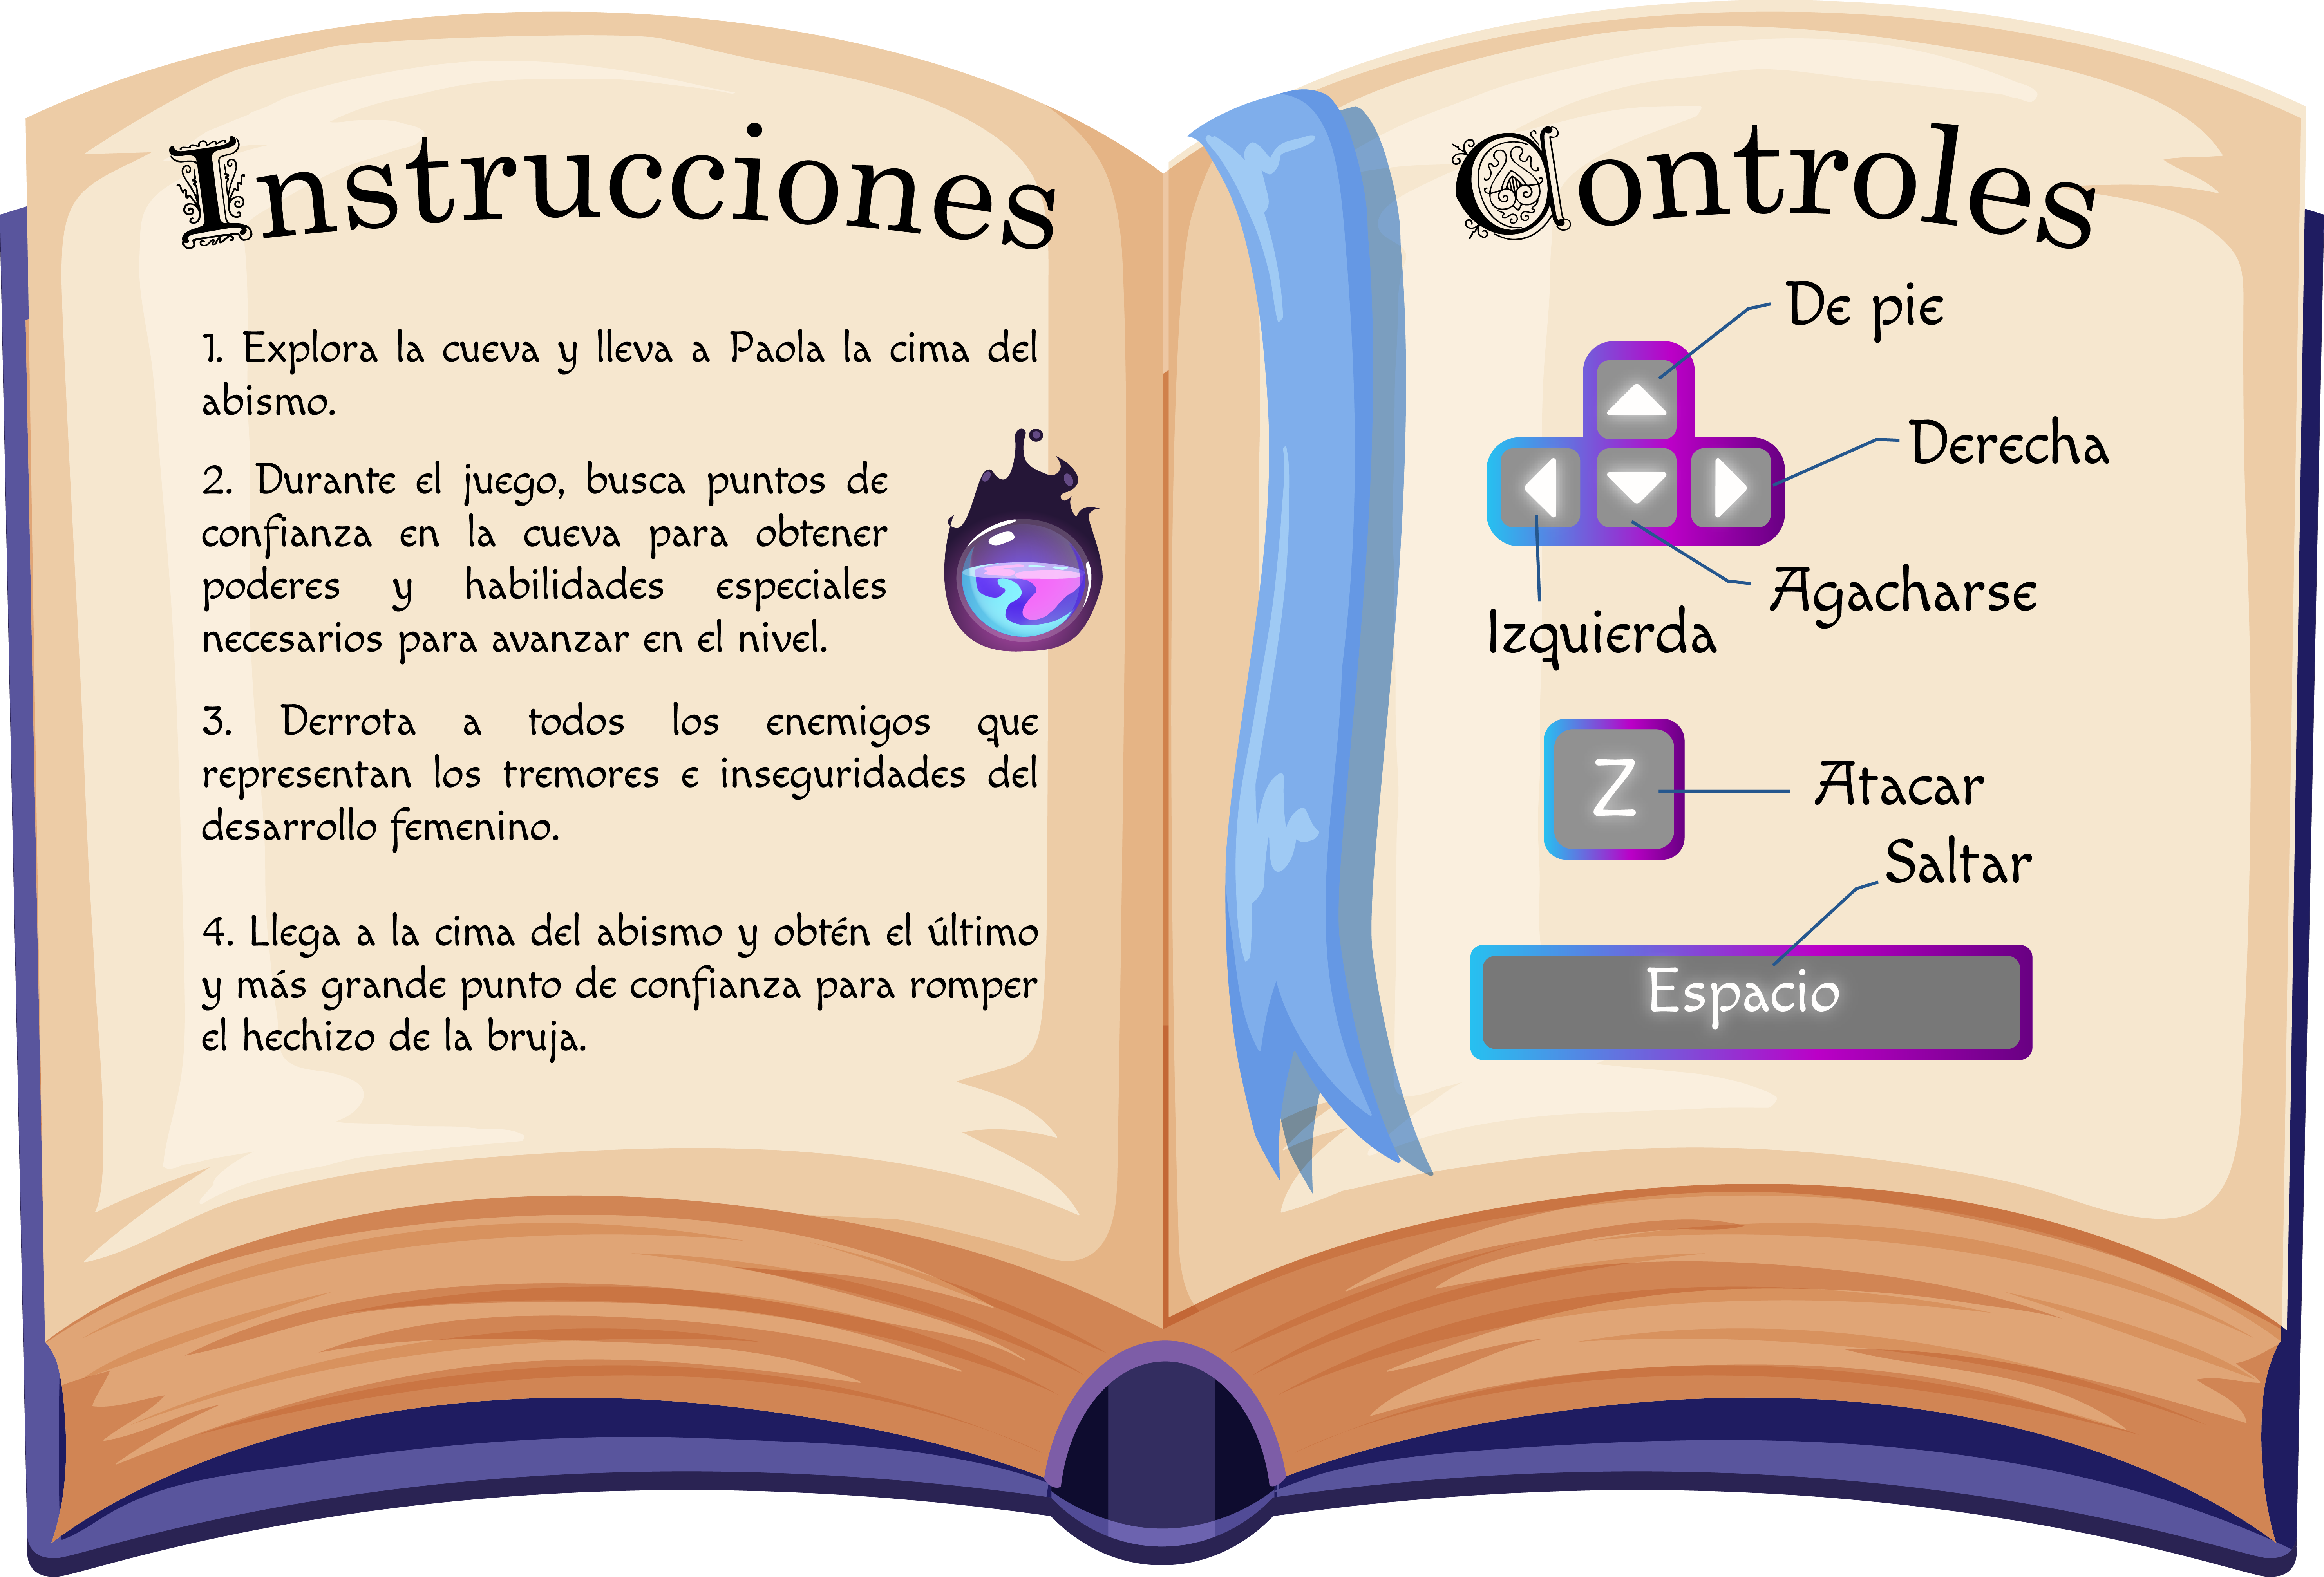 Instrucciones
1. Explora la cueva y lleva a Paola la cima del
abismo.
2. Durante el juego, busca puntos de
confianza en la cueva para obtener
poderes y habilidades especiales
necesarios para avanzar en el nivel.
3. Derrota a todos los enemigos que
representan los tremores e inseguridades del
desarrollo femenino.
4. Llega a la cima del abismo y obtén el último
y más grande punto de confianza para romper
el hechizo de la bruja.
Controles
De pie
Derecha
Agacharse
Izquierda
Z
Atacar
Saltar
Espacio